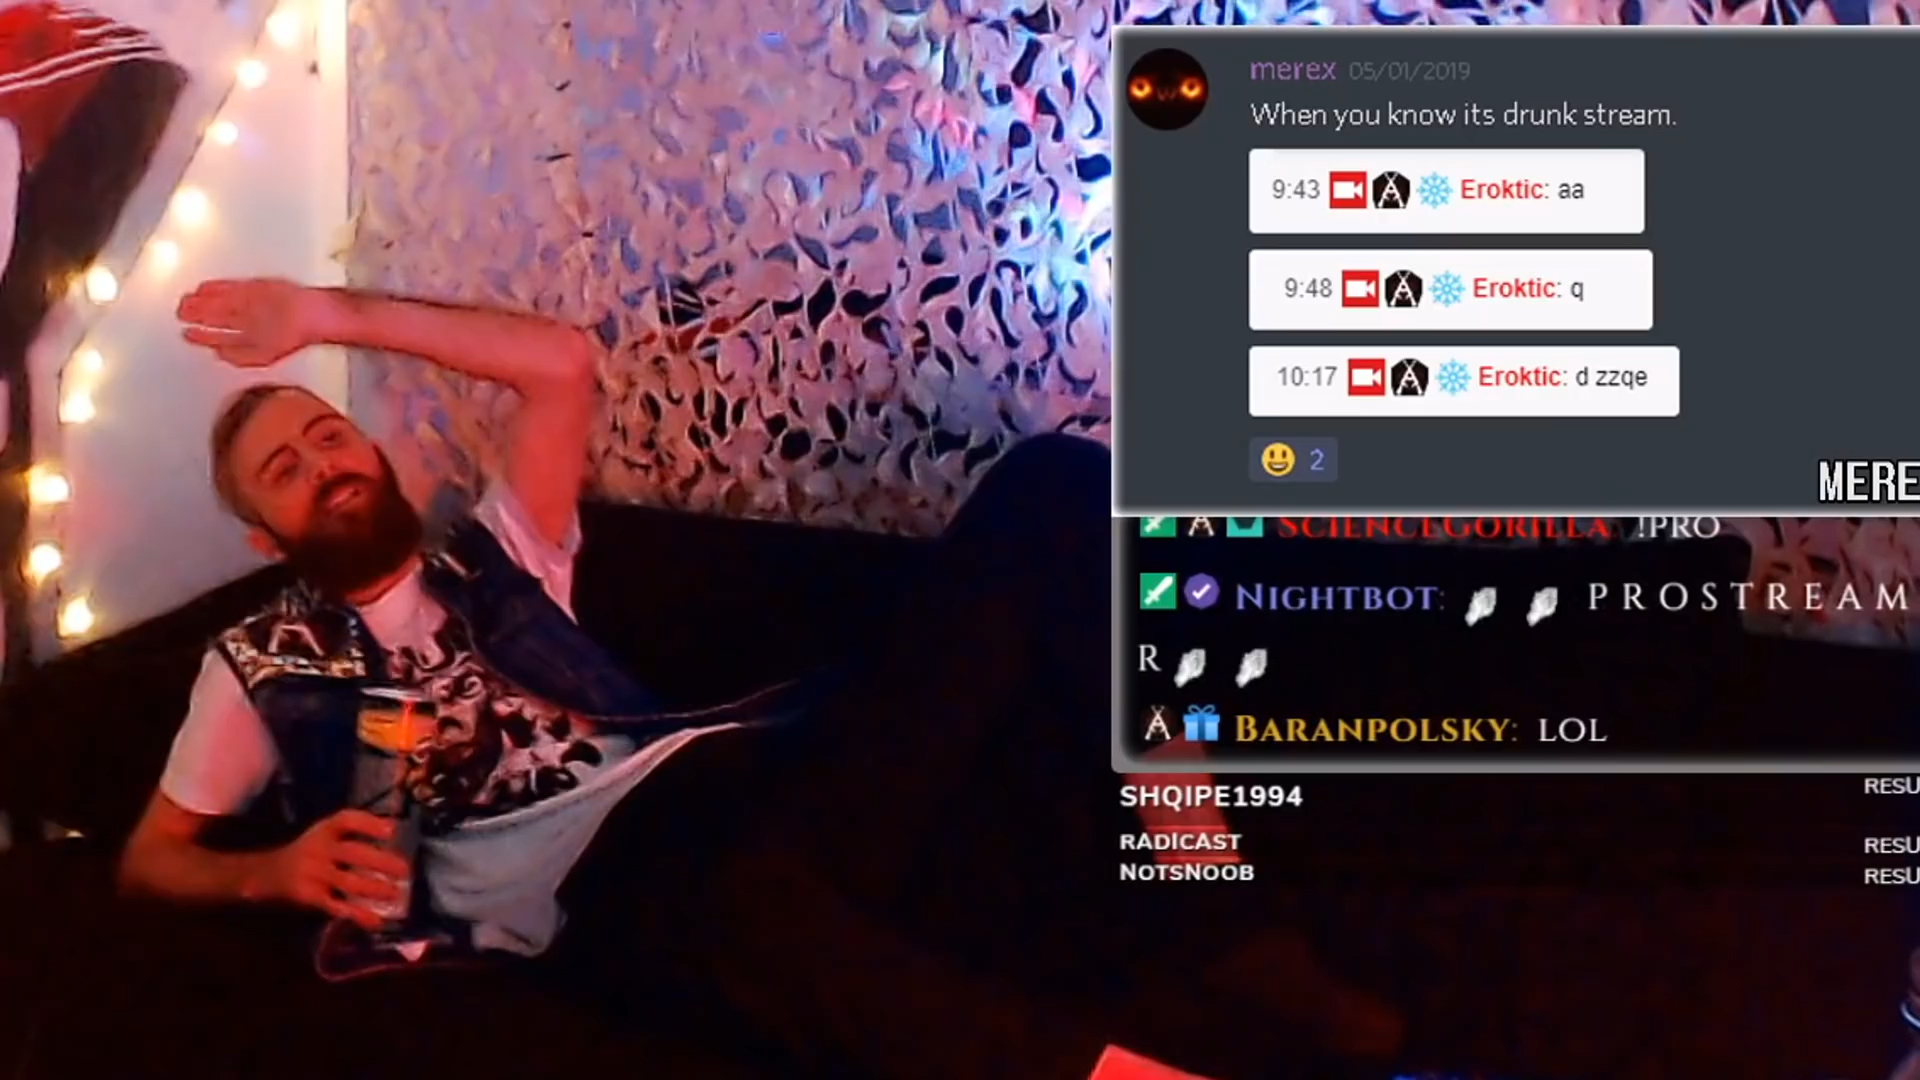 merex 05/01/2019
When you know its drunk stream.
9:43 Eroktic: aa
9:48 Eroktic: q
10:17 Eroktic: d zzqe
😃 2
MERE
SCIENCEGORILLA !PRO
NIGHTBOT: P R O S T R E A M
R
BARANPOLSKY: LOL
SHQIPE1994 RESU
RADICAST RESU
NOTSNOOB RESU